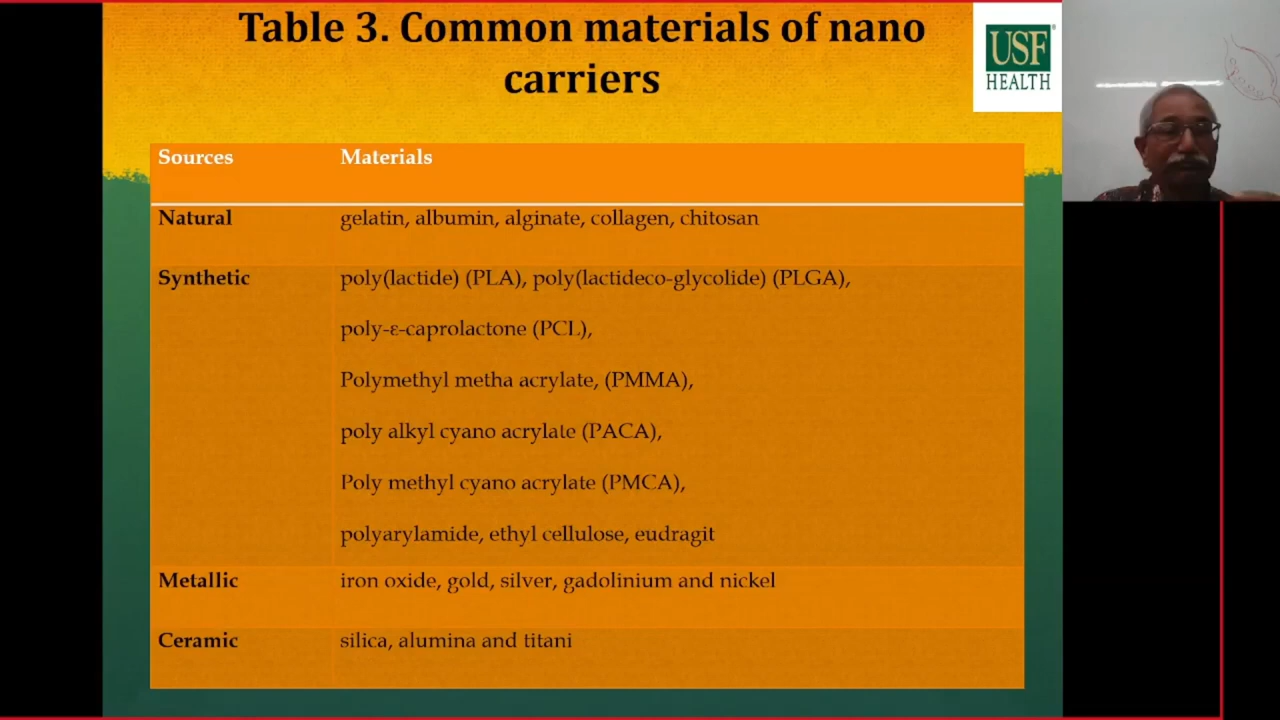 Table 3. Common materials of nano
carriers
USF
HEALTH
Sources Materials
Natural gelatin, albumin, alginate, collagen, chitosan
Synthetic poly(lactide) (PLA), poly(lactideco-glycolide) (PLGA),
poly-ε-caprolactone (PCL),
Polymethyl metha acrylate, (PMMA),
poly alkyl cyano acrylate (PACA),
Poly methyl cyano acrylate (PMCA),
polyarylamide, ethyl cellulose, eudragit
Metallic iron oxide, gold, silver, gadolinium and nickel
Ceramic silica, alumina and titani